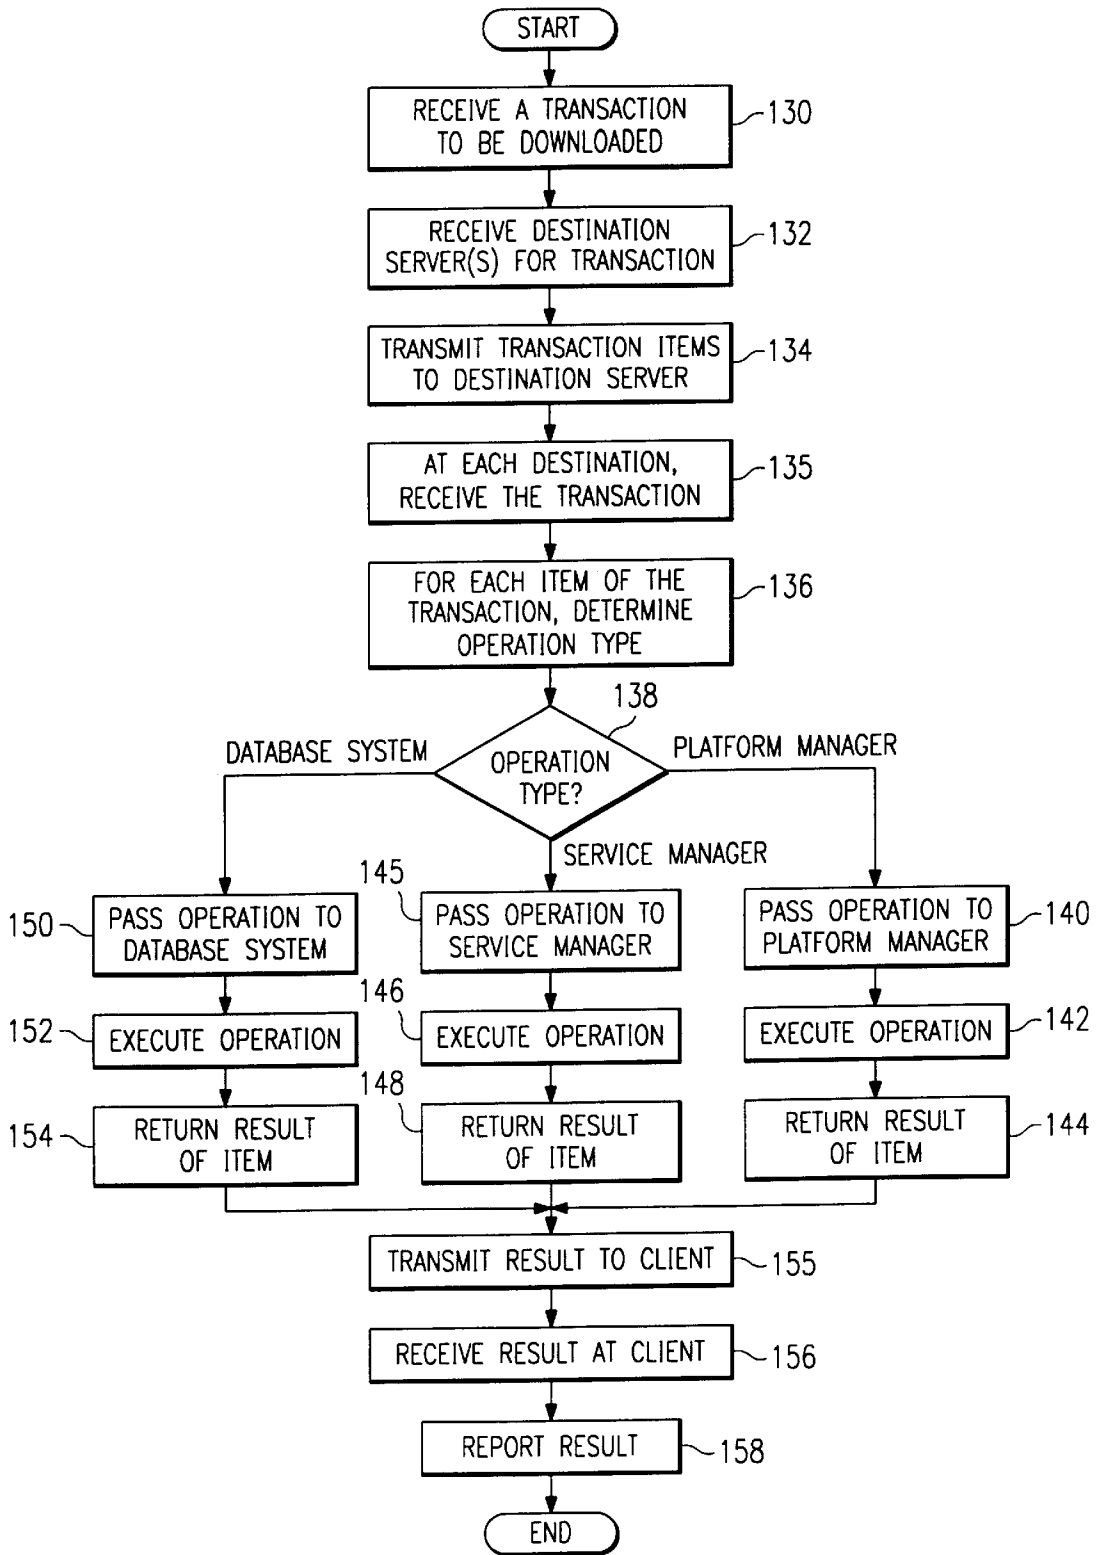 START
RECEIVE A TRANSACTION
TO BE DOWNLOADED
130
RECEIVE DESTINATION
SERVER(S) FOR TRANSACTION
132
TRANSMIT TRANSACTION ITEMS
TO DESTINATION SERVER
134
AT EACH DESTINATION,
RECEIVE THE TRANSACTION
135
FOR EACH ITEM OF THE
TRANSACTION, DETERMINE
OPERATION TYPE
136
138
DATABASE SYSTEM
OPERATION
TYPE?
PLATFORM MANAGER
SERVICE MANAGER
150
PASS OPERATION TO
DATABASE SYSTEM
145
PASS OPERATION TO
SERVICE MANAGER
PASS OPERATION TO
PLATFORM MANAGER
140
152
EXECUTE OPERATION
146
EXECUTE OPERATION
EXECUTE OPERATION
142
154
RETURN RESULT
OF ITEM
148
RETURN RESULT
OF ITEM
RETURN RESULT
OF ITEM
144
TRANSMIT RESULT TO CLIENT
155
RECEIVE RESULT AT CLIENT
156
REPORT RESULT
158
END